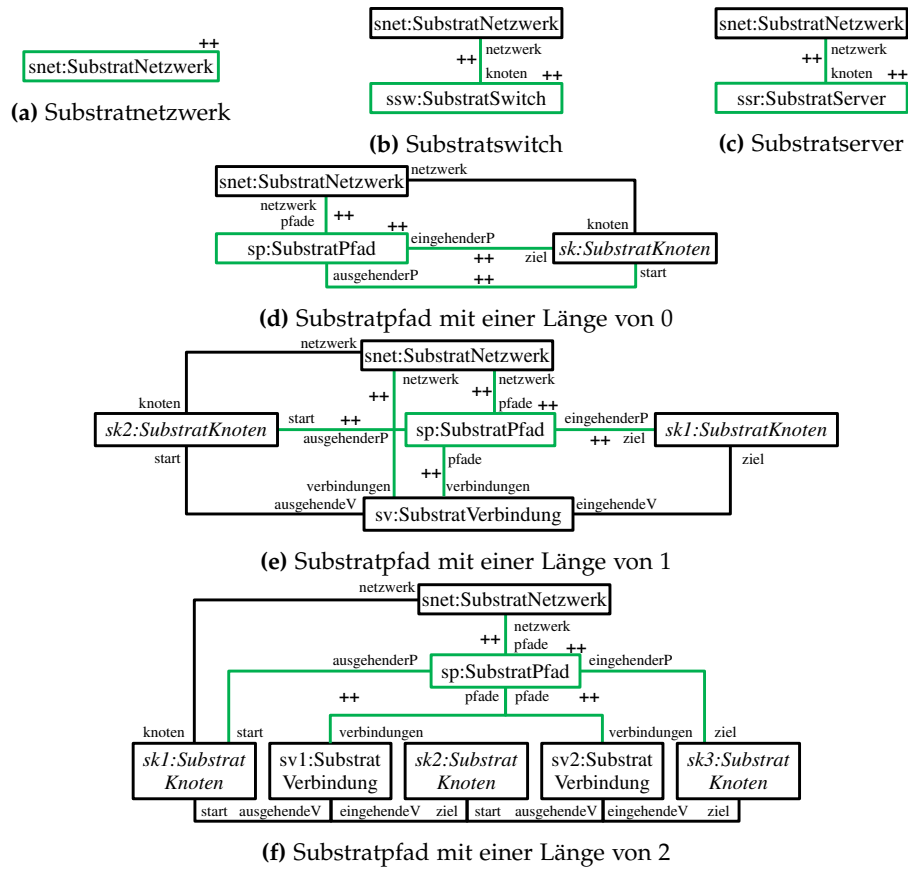 ++
snet:SubstratNetzwerk
(a) Substratnetzwerk
snet:SubstratNetzwerk
netzwerk
++
knoten
++
ssw:SubstratSwitch
(b) Substratswitch
snet:SubstratNetzwerk
netzwerk
++
knoten
++
ssr:SubstratServer
(c) Substratserver
snet:SubstratNetzwerk
netzwerk
netzwerk
pfade
++
++
knoten
sp:SubstratPfad
eingehenderP
++
ziel
sk:SubstratKnoten
ausgehenderP
++
start
(d) Substratpfad mit einer Länge von 0
netzwerk
snet:SubstratNetzwerk
netzwerk
netzwerk
++
++
knoten
pfade
++
sk2:SubstratKnoten
start
++
ausgehenderP
sp:SubstratPfad
eingehenderP
++
ziel
sk1:SubstratKnoten
start
pfade
++
ziel
verbindungen
verbindungen
ausgehendeV
sv:SubstratVerbindung
eingehendeV
(e) Substratpfad mit einer Länge von 1
netzwerk
snet:SubstratNetzwerk
netzwerk
++
pfade
++
ausgehenderP
sp:SubstratPfad
eingehenderP
++
pfade
pfade
++
knoten
start
verbindungen
verbindungen
ziel
sk1:Substrat
Knoten
sv1:Substrat
Verbindung
sk2:Substrat
Knoten
sv2:Substrat
Verbindung
sk3:Substrat
Knoten
start
ausgehendeV
eingehendeV
ziel
start
ausgehendeV
eingehendeV
ziel
(f) Substratpfad mit einer Länge von 2